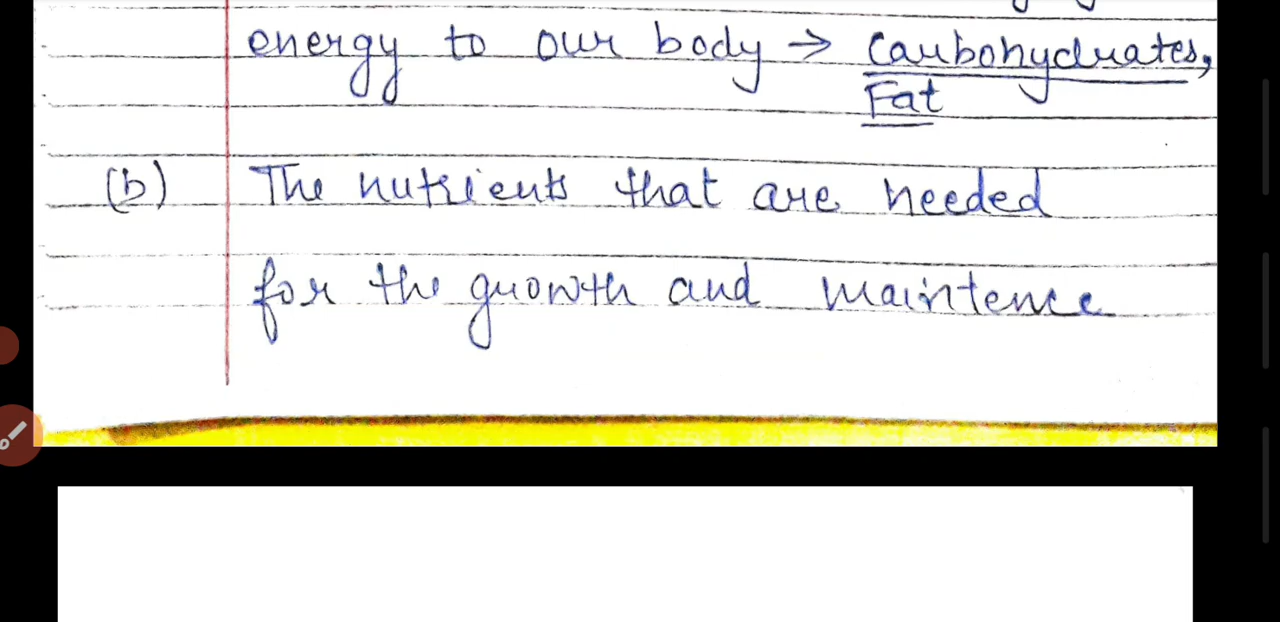 energy to our body → Carbohydrates,
Fat
(b) The nutrients that are needed
for the growth and maintence